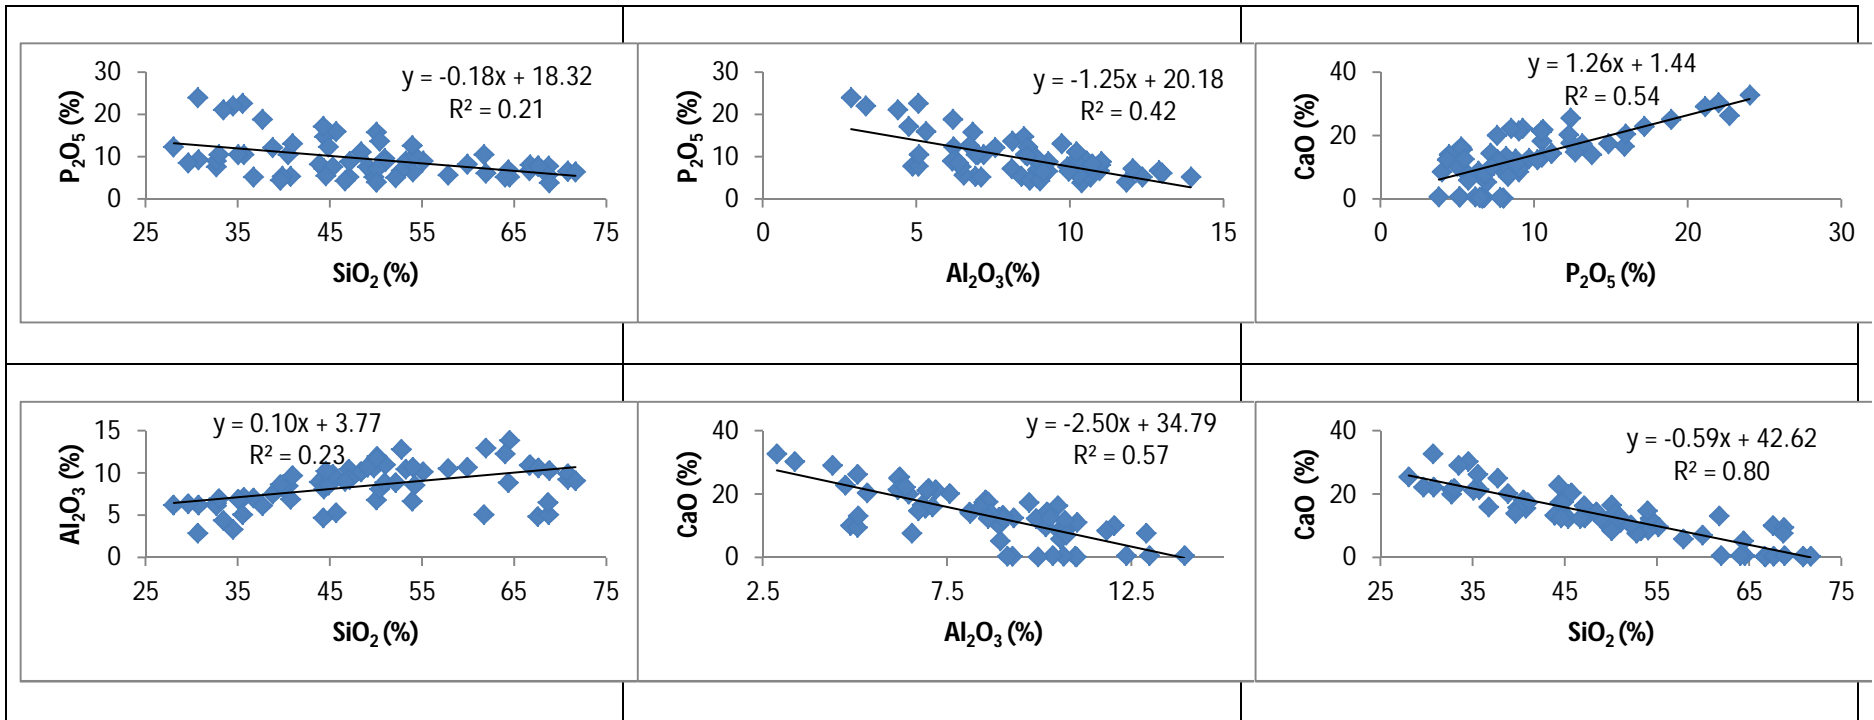 y = -0.18x + 18.32
R² = 0.21
P₂O₅ (%)
30
20
10
0
25 35 45 55 65 75
SiO₂ (%)
y = -1.25x + 20.18
R² = 0.42
P₂O₅ (%)
30
20
10
0
0 5 10 15
Al₂O₃(%)
y = 1.26x + 1.44
R² = 0.54
CaO (%)
40
20
0
0 10 20 30
P₂O₅ (%)
y = 0.10x + 3.77
R² = 0.23
Al₂O₃ (%)
15
10
5
0
25 35 45 55 65 75
SiO₂ (%)
y = -2.50x + 34.79
R² = 0.57
CaO (%)
40
20
0
2.5 7.5 12.5
Al₂O₃ (%)
y = -0.59x + 42.62
R² = 0.80
CaO (%)
40
20
0
25 35 45 55 65 75
SiO₂ (%)